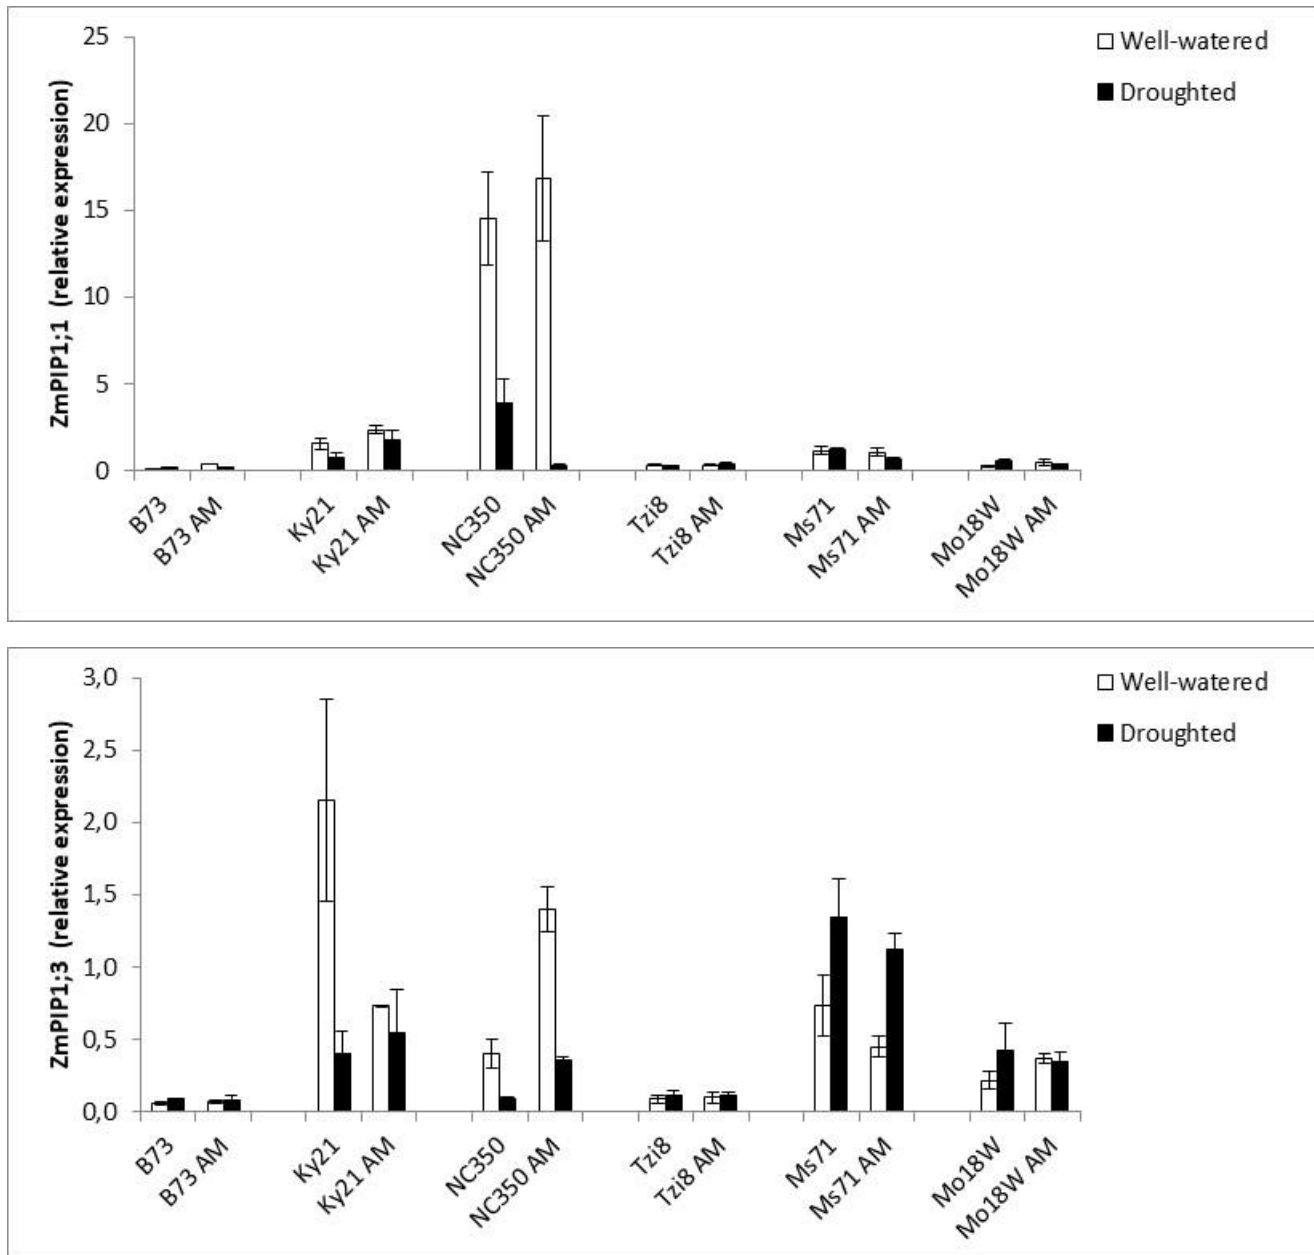 ZmPIP1;1 (relative expression)
25
20
15
10
5
0
Well-watered
Droughted
B73
B73 AM
Ky21
Ky21 AM
NC350
NC350 AM
Tzi8
Tzi8 AM
Ms71
Ms71 AM
Mo18W
Mo18W AM
ZmPIP1;3 (relative expression)
3,0
2,5
2,0
1,5
1,0
0,5
0,0
Well-watered
Droughted
B73
B73 AM
Ky21
Ky21 AM
NC350
NC350 AM
Tzi8
Tzi8 AM
Ms71
Ms71 AM
Mo18W
Mo18W AM